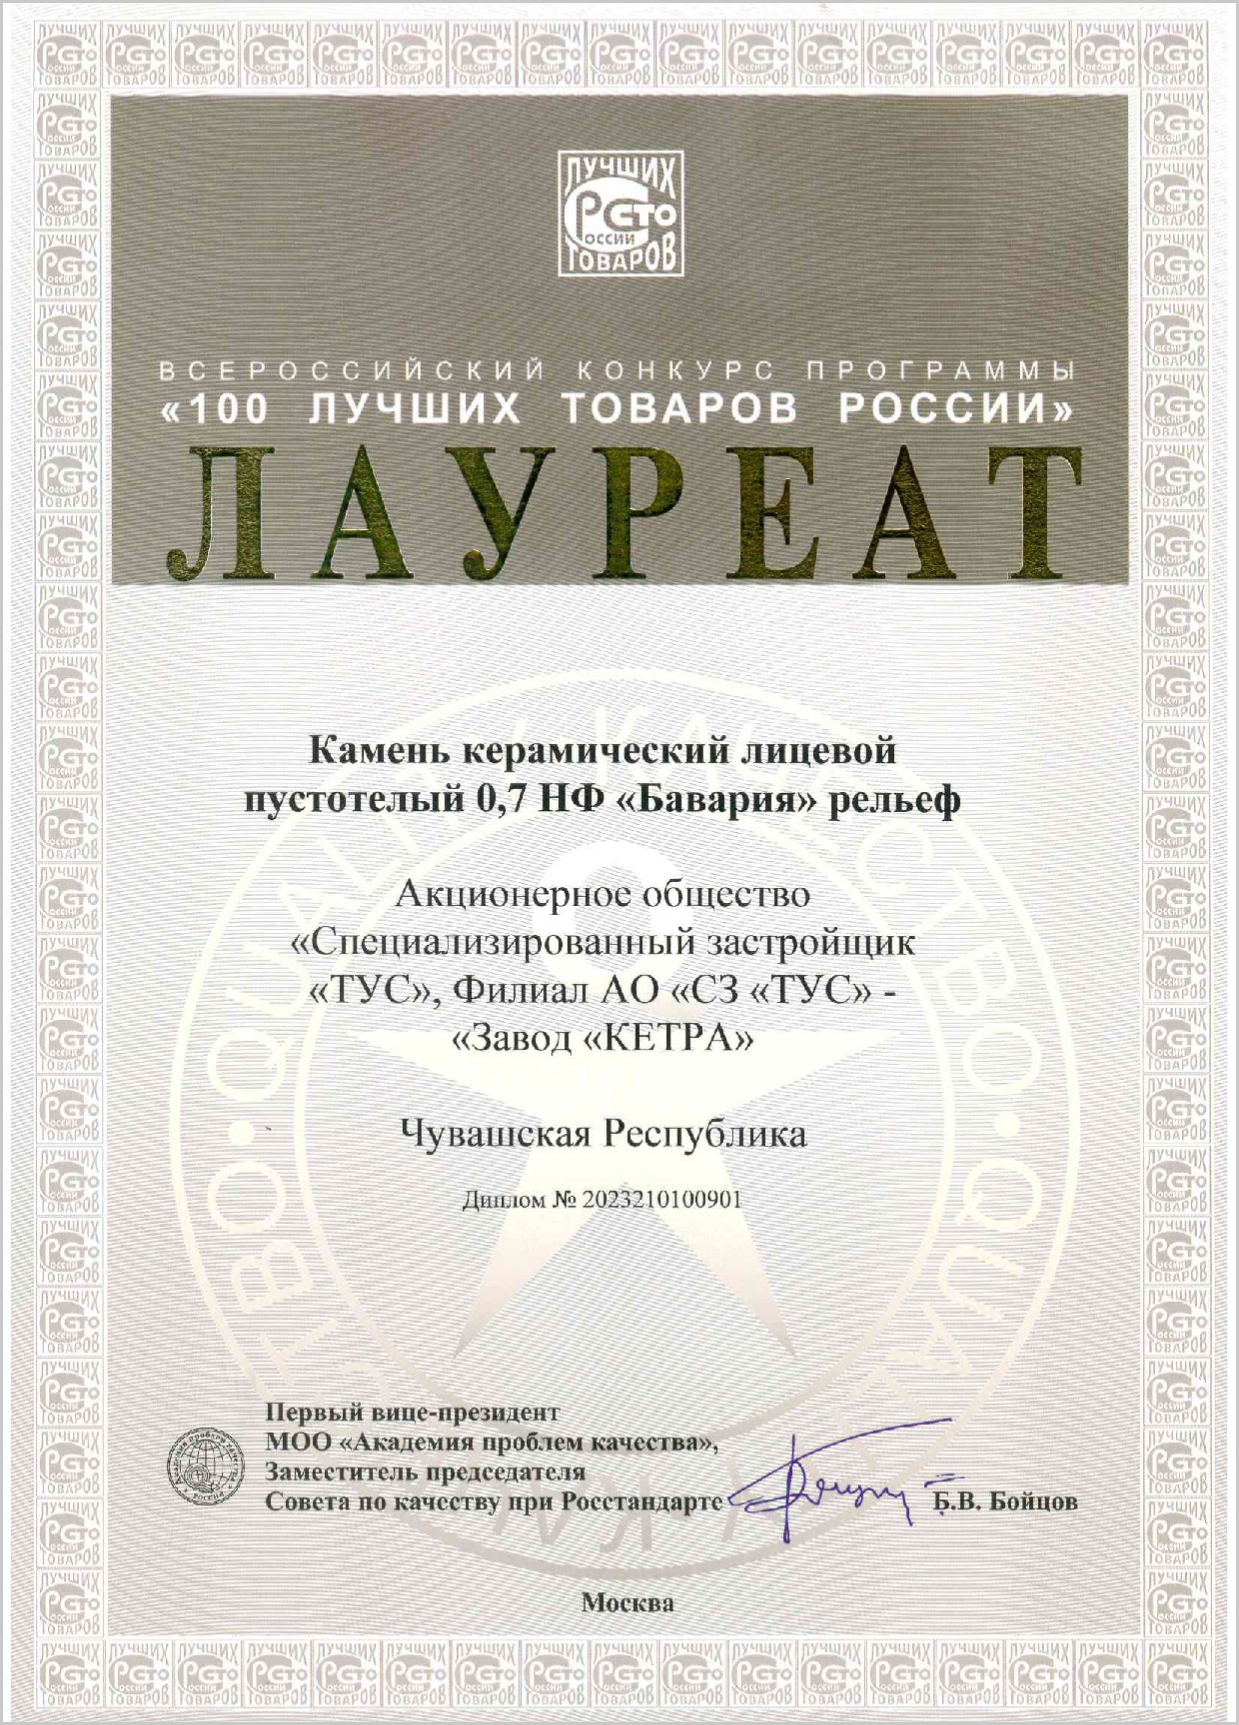 ЛУЧШИХ
РСТО
ОССИИ
ТОВАРОВ
ВСЕРОССИЙСКИЙ КОНКУРС ПРОГРАММЫ
«100 ЛУЧШИХ ТОВАРОВ РОССИИ»
ЛАУРЕАТ
Камень керамический лицевой
пустотелый 0,7 НФ «Бавария» рельеф
Акционерное общество
«Специализированный застройщик
«ТУС», Филиал АО «СЗ «ТУС» -
«Завод «КЕТРА»
Чувашская Республика
Диплом № 2023210100901
Первый вице-президент
МОО «Академия проблем качества»,
Заместитель председателя
Совета по качеству при Росстандарте
Б.В. Бойцов
Москва